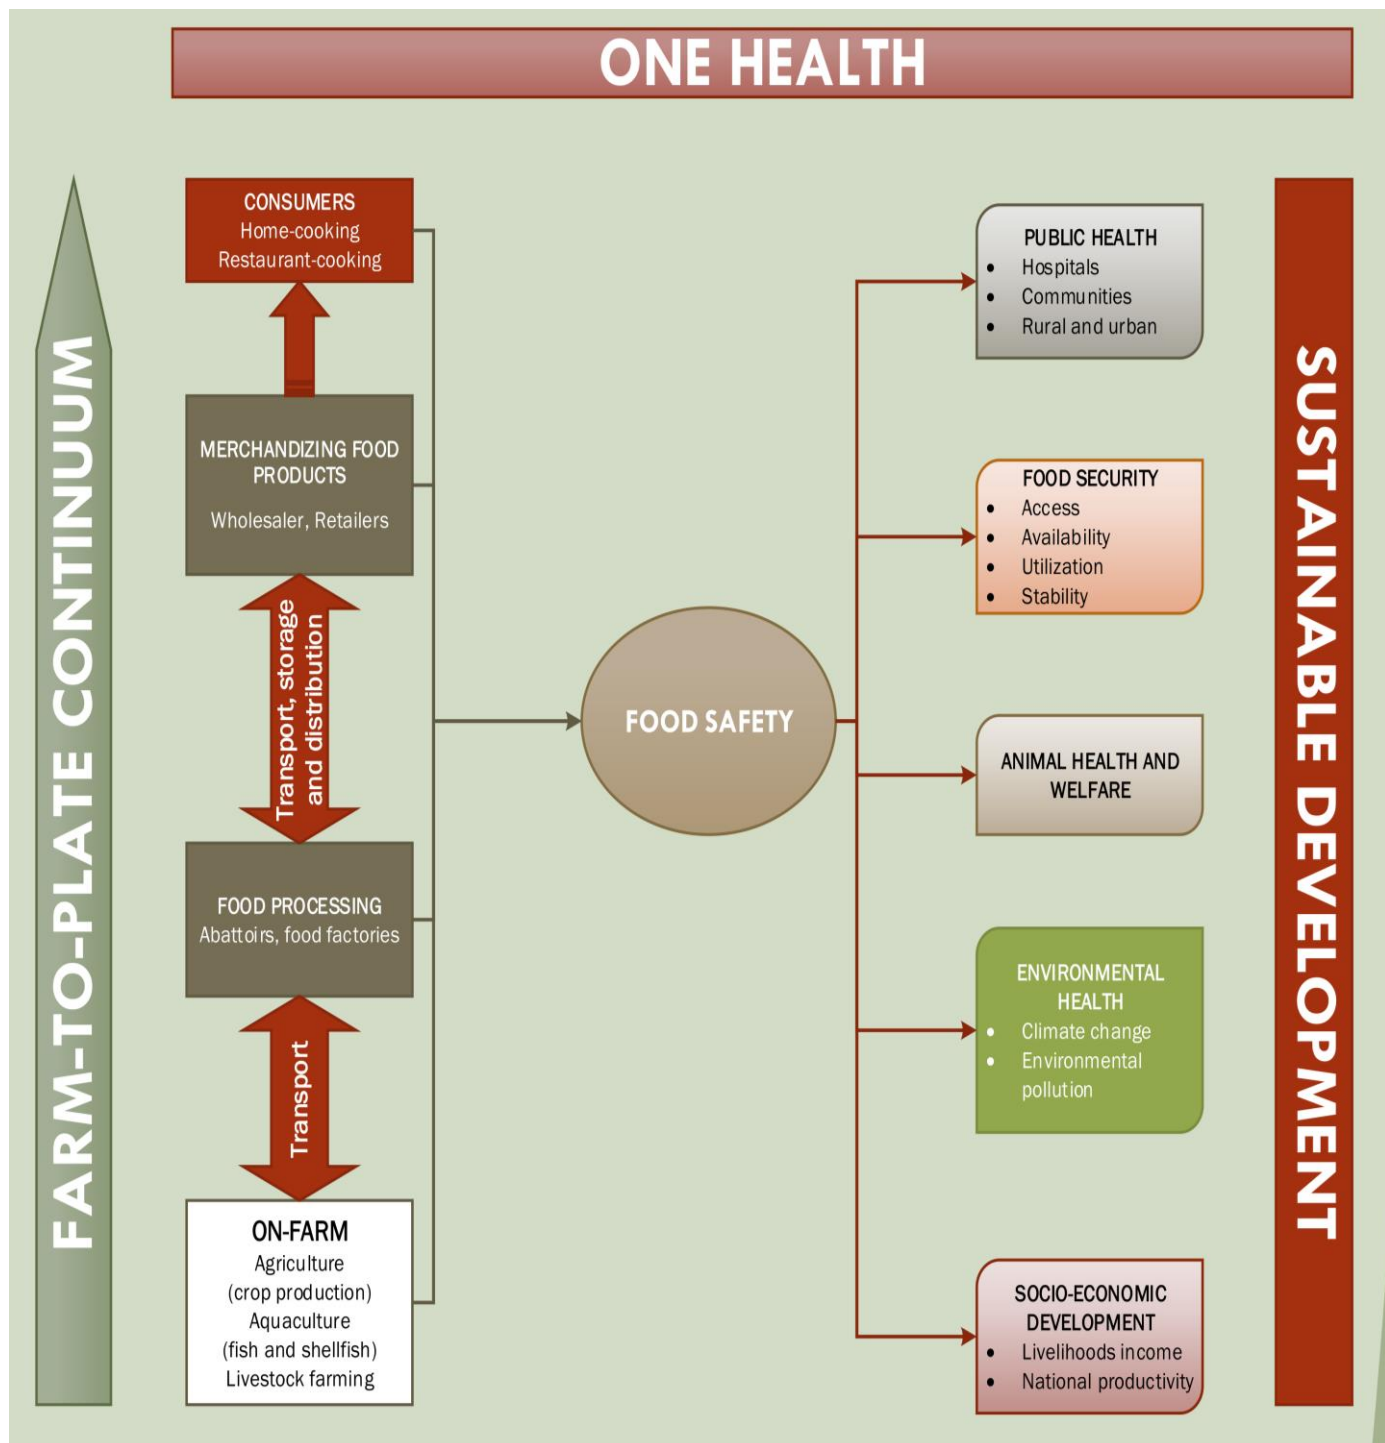 ONE HEALTH
FARM-TO-PLATE CONTINUUM
CONSUMERS
Home-cooking
Restaurant-cooking
MERCHANDIZING FOOD
PRODUCTS
Wholesaler, Retailers
Transport, storage
and distribution
FOOD PROCESSING
Abattoirs, food factories
Transport
ON-FARM
Agriculture
(crop production)
Aquaculture
(fish and shellfish)
Livestock farming
FOOD SAFETY
PUBLIC HEALTH
• Hospitals
• Communities
• Rural and urban
FOOD SECURITY
• Access
• Availability
• Utilization
• Stability
ANIMAL HEALTH AND
WELFARE
ENVIRONMENTAL
HEALTH
• Climate change
• Environmental
pollution
SOCIO-ECONOMIC
DEVELOPMENT
• Livelihoods income
• National productivity
SUSTAINABLE DEVELOPMENT